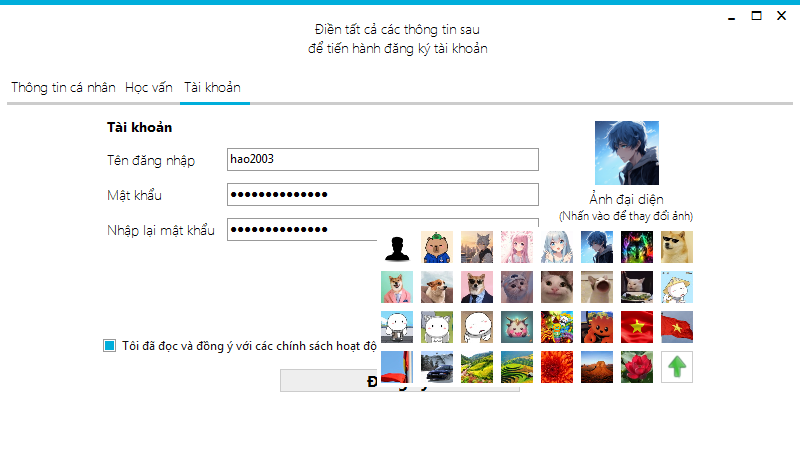 Điền tất cả các thông tin sau
để tiến hành đăng ký tài khoản
Thông tin cá nhân Học vấn Tài khoản
Tài khoản
Tên đăng nhập hao2003
Mật khẩu ●●●●●●●●●●●●●●
Nhập lại mật khẩu ●●●●●●●●●●●●●●
Ảnh đại diện
(Nhấn vào để thay đổi ảnh)
Tôi đã đọc và đồng ý với các chính sách hoạt độ